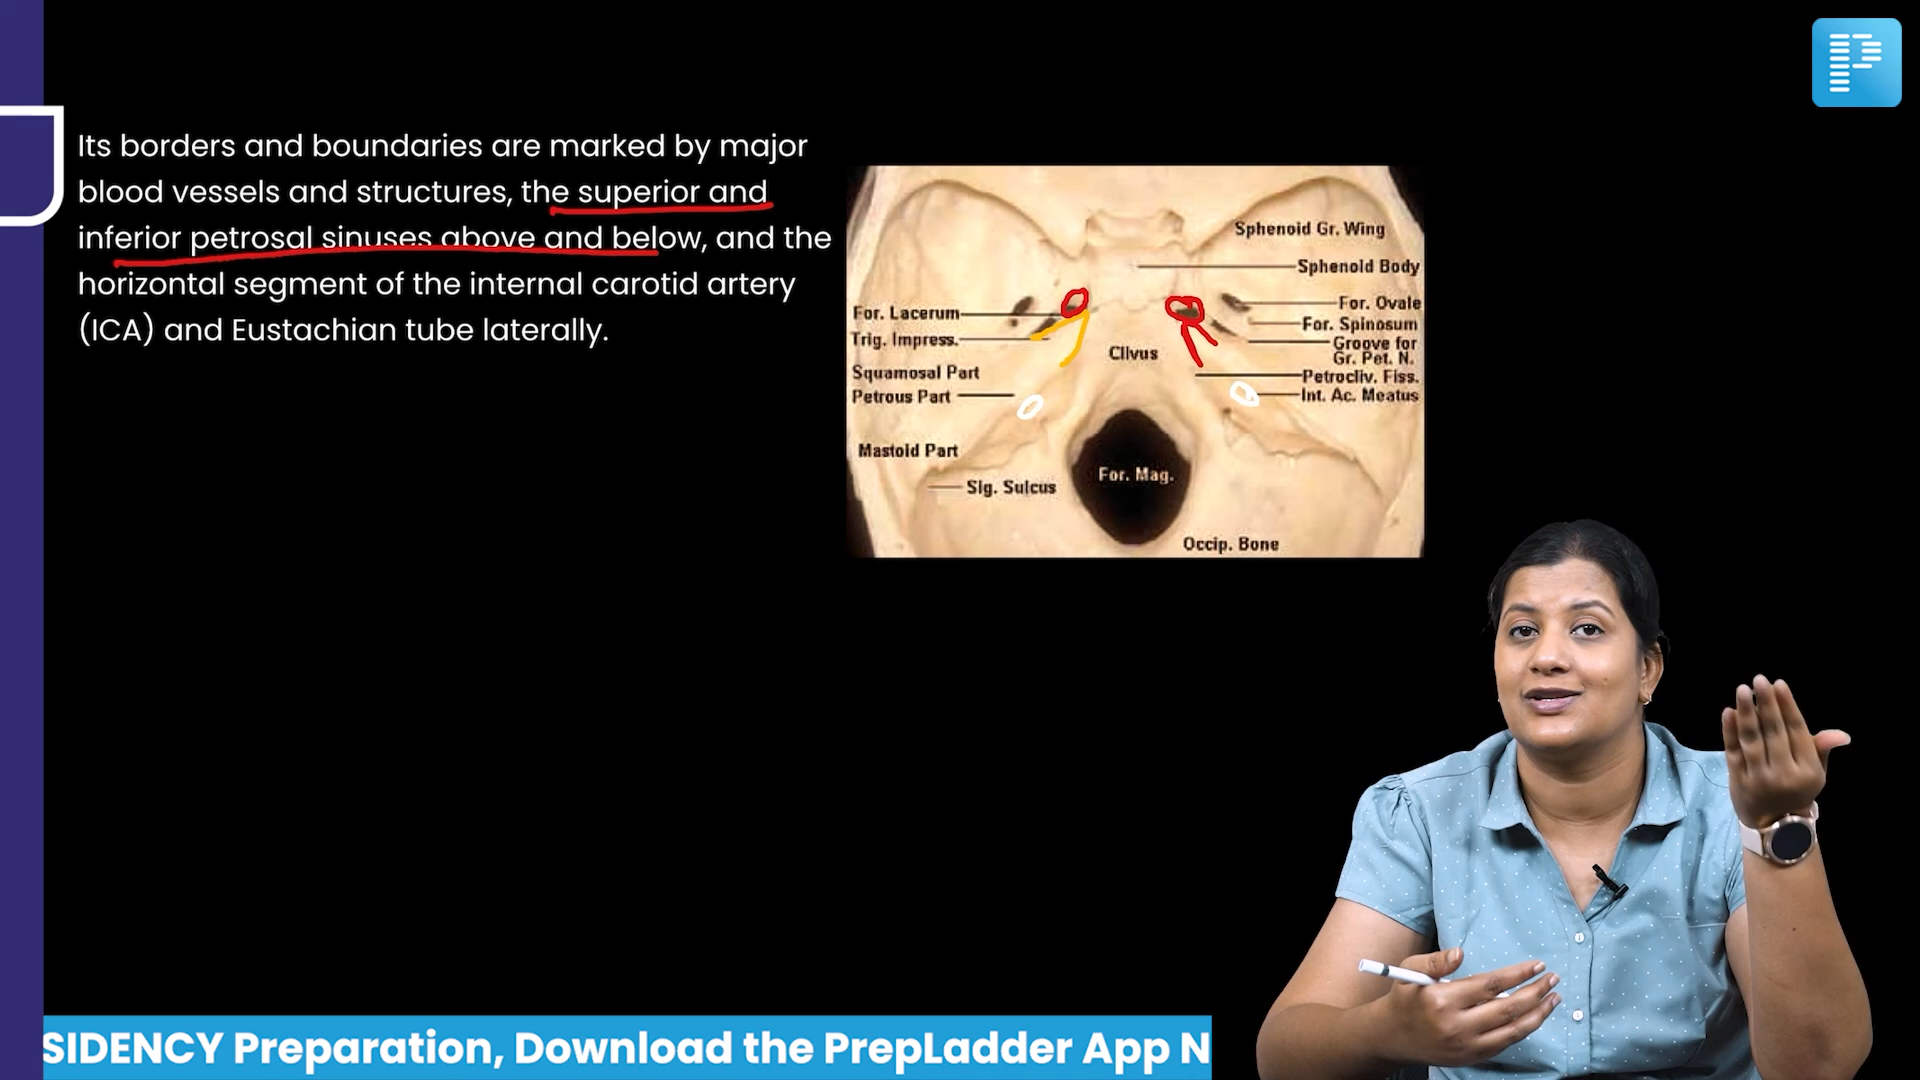 Its borders and boundaries are marked by major
blood vessels and structures, the superior and
inferior petrosal sinuses above and below, and the
horizontal segment of the internal carotid artery
(ICA) and Eustachian tube laterally.
Sphenoid Gr. Wing
Sphenoid Body
For. Lacerum
For. Ovale
For. Spinosum
Trig. Impress.
Groove for
Gr. Pet. N.
Clivus
Squamosal Part
Petrocliv. Fiss.
Petrous Part
Int. Ac. Meatus
Mastoid Part
For. Mag.
Sig. Sulcus
Occip. Bone
SIDENCY Preparation, Download the PrepLadder App N